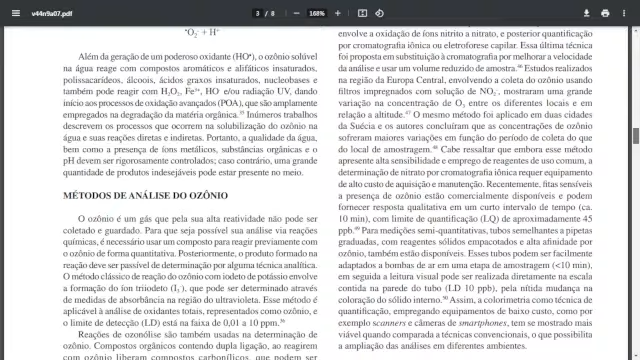 v44n9a07.pdf
3 / 8
168%
•O₂⁻ + H⁺
Além da geração de um poderoso oxidante (HO•), o ozônio solúvel
na água reage com compostos aromáticos e alifáticos insaturados,
polissacarídeos, álcoois, ácidos graxos insaturados, nucleobases e
também pode reagir com H₂O₂, Fe²⁺, HO⁻ e/ou radiação UV, dando
início aos processos de oxidação avançados (POA), que são amplamente
empregados na degradação da matéria orgânica.³⁵ Inúmeros trabalhos
descrevem os processos que ocorrem na solubilização do ozônio na
água e suas reações diretas e indiretas. Portanto, a qualidade da água,
bem como a presença de íons metálicos, substâncias orgânicas e o
pH devem ser rigorosamente controlados; caso contrário, uma grande
quantidade de produtos indesejáveis pode estar presente no meio.
MÉTODOS DE ANÁLISE DO OZÔNIO
O ozônio é um gás que pela sua alta reatividade não pode ser
coletado e guardado. Para que seja possível sua análise via reações
químicas, é necessário usar um composto para reagir previamente com
o ozônio de forma quantitativa. Posteriormente, o produto formado na
reação deve ser passível de determinação por alguma técnica analítica.
O método clássico de reação do ozônio com iodeto de potássio envolve
a formação do íon triiodeto (I₃⁻), que pode ser determinado através
de medidas de absorbância na região do ultravioleta. Esse método é
aplicável à análise de oxidantes totais, representados como ozônio, e
o limite de detecção (LD) está na faixa de 0,01 a 10 ppm.³⁶
Reações de ozonólise são também usadas na determinação de
ozônio. Compostos orgânicos contendo dupla ligação, ao reagirem
com ozônio liberam compostos carbonílicos, que podem ser
envolve a oxidação de íons nitrito a nitrato, e posterior quantificação
por cromatografia iônica ou eletroforese capilar. Essa última técnica
foi proposta em substituição à cromatografia por melhorar a velocidade
da análise e usar um volume reduzido de amostra.⁴⁶ Estudos realizados
na região da Europa Central, envolvendo a coleta do ozônio usando
filtros impregnados com solução de NO₂⁻, mostraram uma grande
variação na concentração de O₃ entre os diferentes locais e em
relação a altitude.⁴⁷ O mesmo método foi aplicado em duas cidades
da Suécia e os autores concluíram que as concentrações de ozônio
sofreram maiores variações em função do período de coleta do que
do local de amostragem.⁴⁸ Cabe ressaltar que embora esse método
apresente alta sensibilidade e emprego de reagentes de uso comum, a
determinação de nitrato por cromatografia iônica requer equipamento
de alto custo de aquisição e manutenção. Recentemente, fitas sensíveis
a presença de ozônio estão comercialmente disponíveis e podem
fornecer resposta qualitativa em um curto intervalo de tempo (ca.
10 min), com limite de quantificação (LQ) de aproximadamente 45
ppb.⁴⁹ Para medições semi-quantitativas, tubos semelhantes a pipetas
graduadas, com reagentes sólidos empacotados e alta afinidade por
ozônio, também estão disponíveis. Esses tubos podem ser facilmente
adaptados a bombas de ar em uma etapa de amostragem (<10 min),
em seguida a leitura visual pode ser realizada diretamente na escala
contida na parede do tubo (LD 10 ppb), pela nítida mudança na
coloração do sólido interno.⁵⁰ Assim, a colorimetria como técnica de
quantificação, empregando equipamentos de baixo custo, como por
exemplo scanners e câmeras de smartphones, tem se mostrado mais
viável quando comparada a técnicas convencionais, o que possibilita
a ampliação das análises em diferentes ambientes.